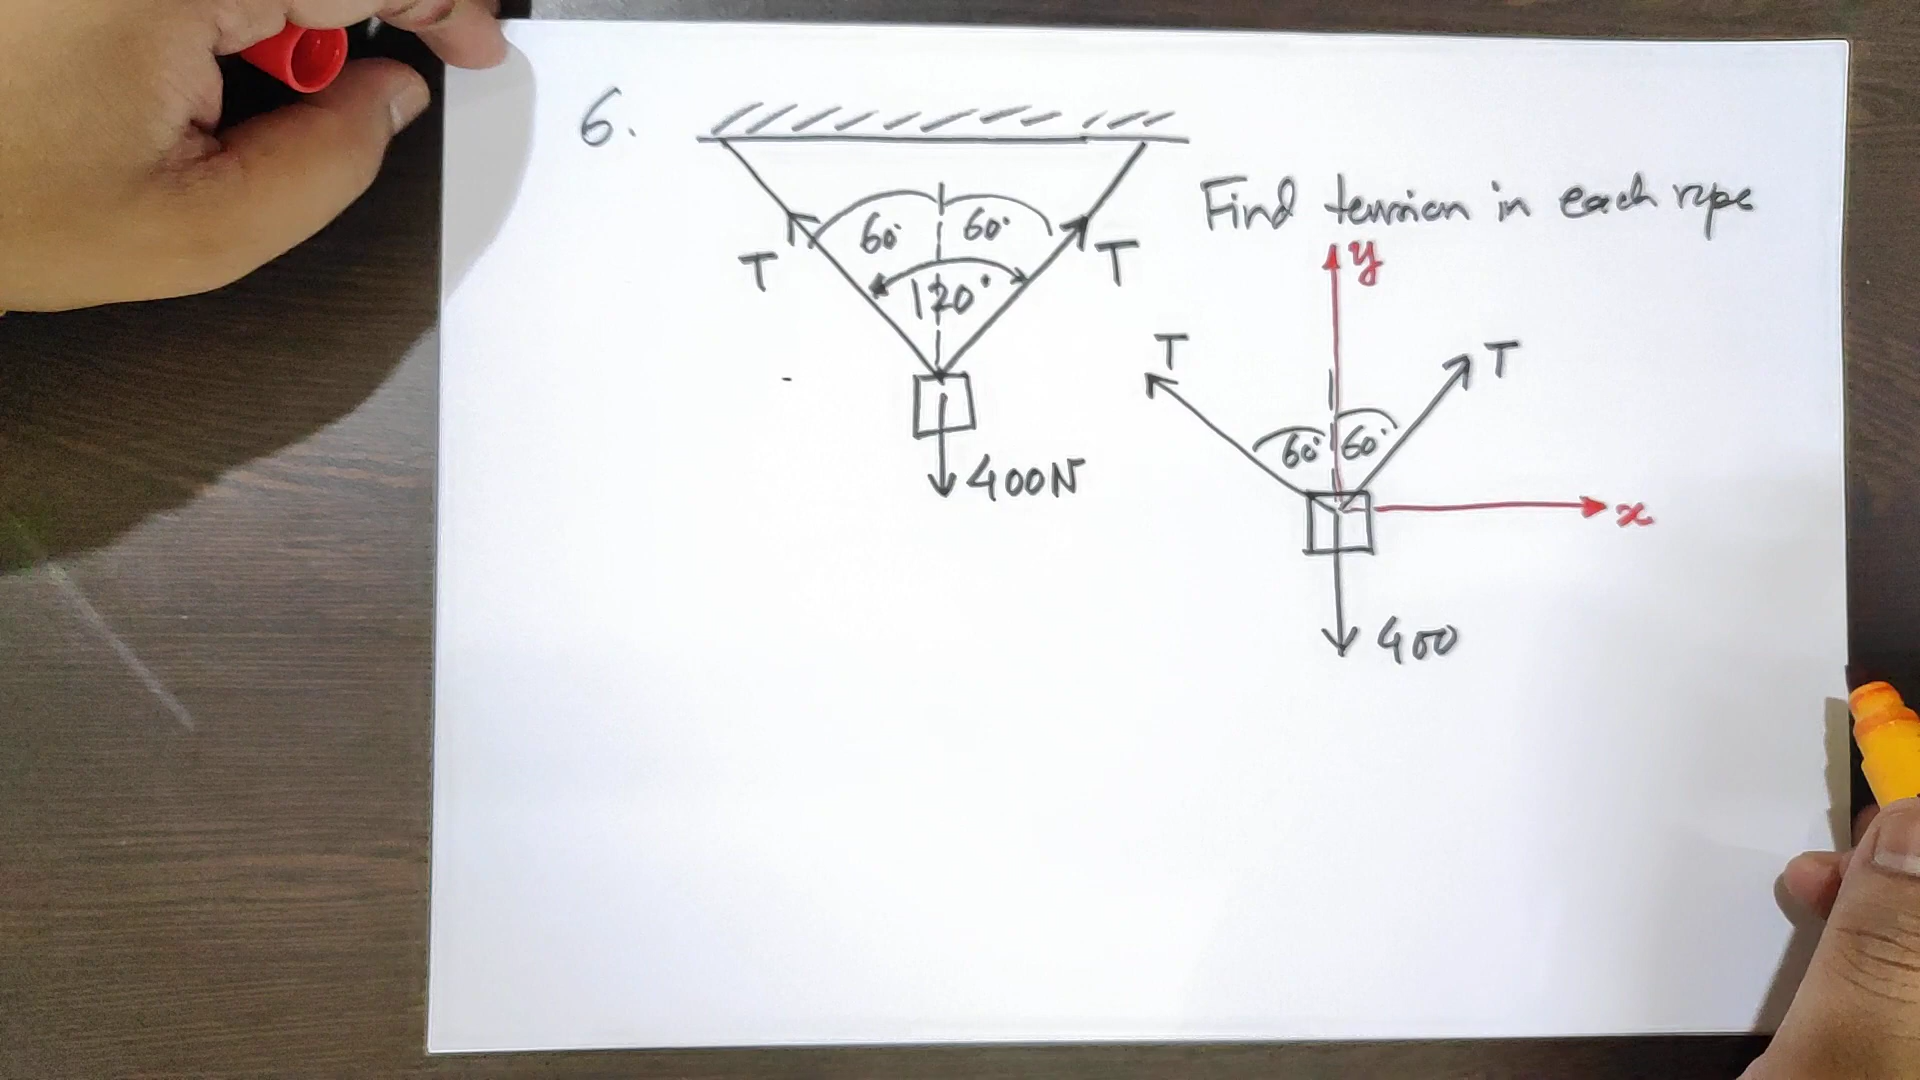 6.
Find tension in each rope
60° 60°
T T
120°
400N
y
T T
60° 60°
x
400